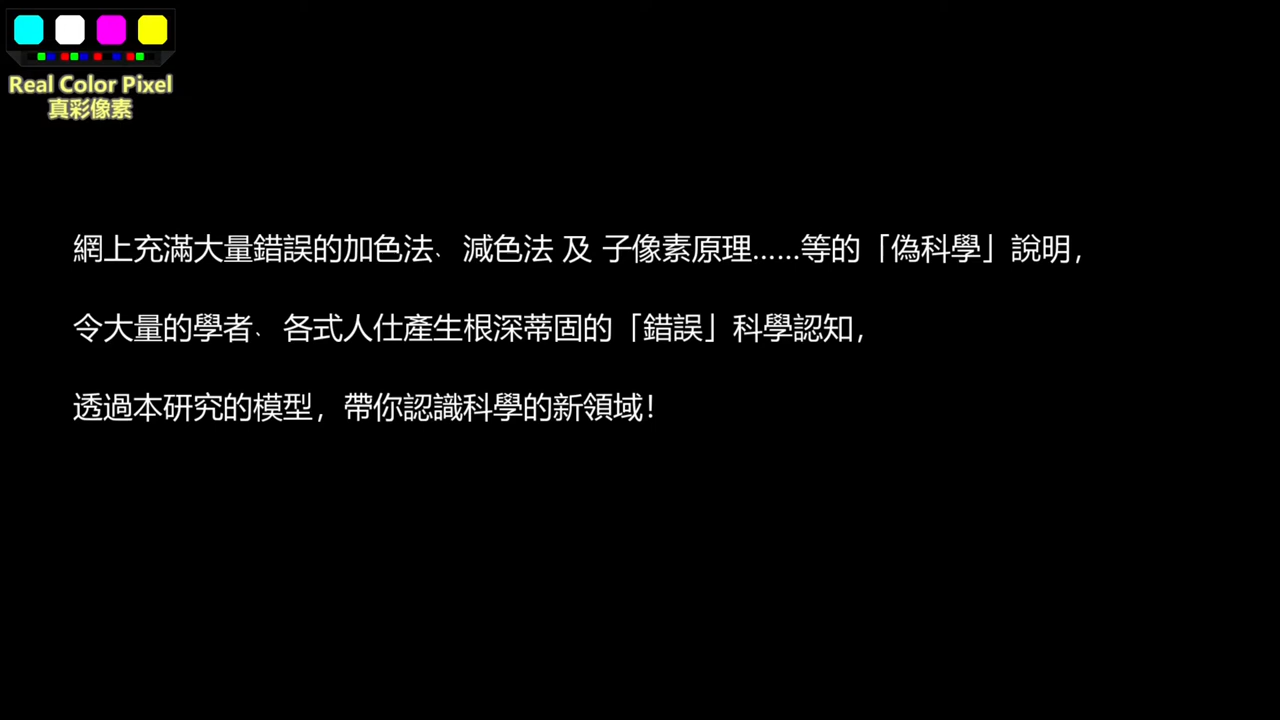 Real Color Pixel
真彩像素
網上充滿大量錯誤的加色法、減色法 及 子像素原理……等的「偽科學」說明，
令大量的學者、各式人仕產生根深蒂固的「錯誤」科學認知，
透過本研究的模型，帶你認識科學的新領域！